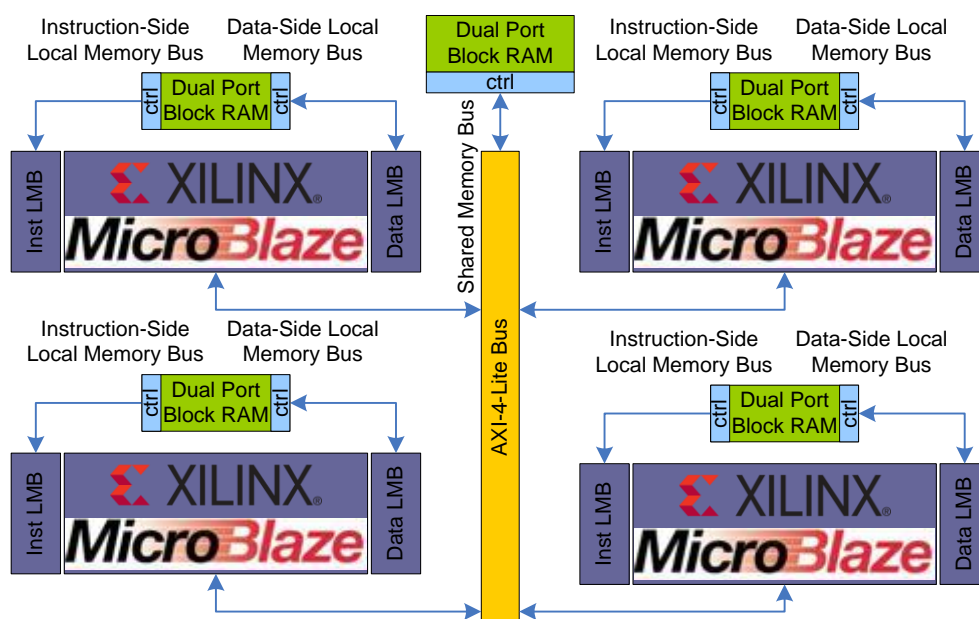 Instruction-Side
Local Memory Bus
Data-Side Local
Memory Bus
ctrl
Dual Port
Block RAM
ctrl
Inst LMB
XILINX®
MicroBlaze
Data LMB
Dual Port
Block RAM
ctrl
Shared Memory Bus
AXI-4-Lite Bus
Instruction-Side
Local Memory Bus
Data-Side Local
Memory Bus
ctrl
Dual Port
Block RAM
ctrl
Inst LMB
XILINX®
MicroBlaze
Data LMB
Instruction-Side
Local Memory Bus
Data-Side Local
Memory Bus
ctrl
Dual Port
Block RAM
ctrl
Inst LMB
XILINX®
MicroBlaze
Data LMB
Instruction-Side
Local Memory Bus
Data-Side Local
Memory Bus
ctrl
Dual Port
Block RAM
ctrl
Inst LMB
XILINX®
MicroBlaze
Data LMB